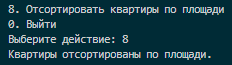 8. Отсортировать квартиры по площади
0. Выйти
Выберите действие: 8
Квартиры отсортированы по площади.